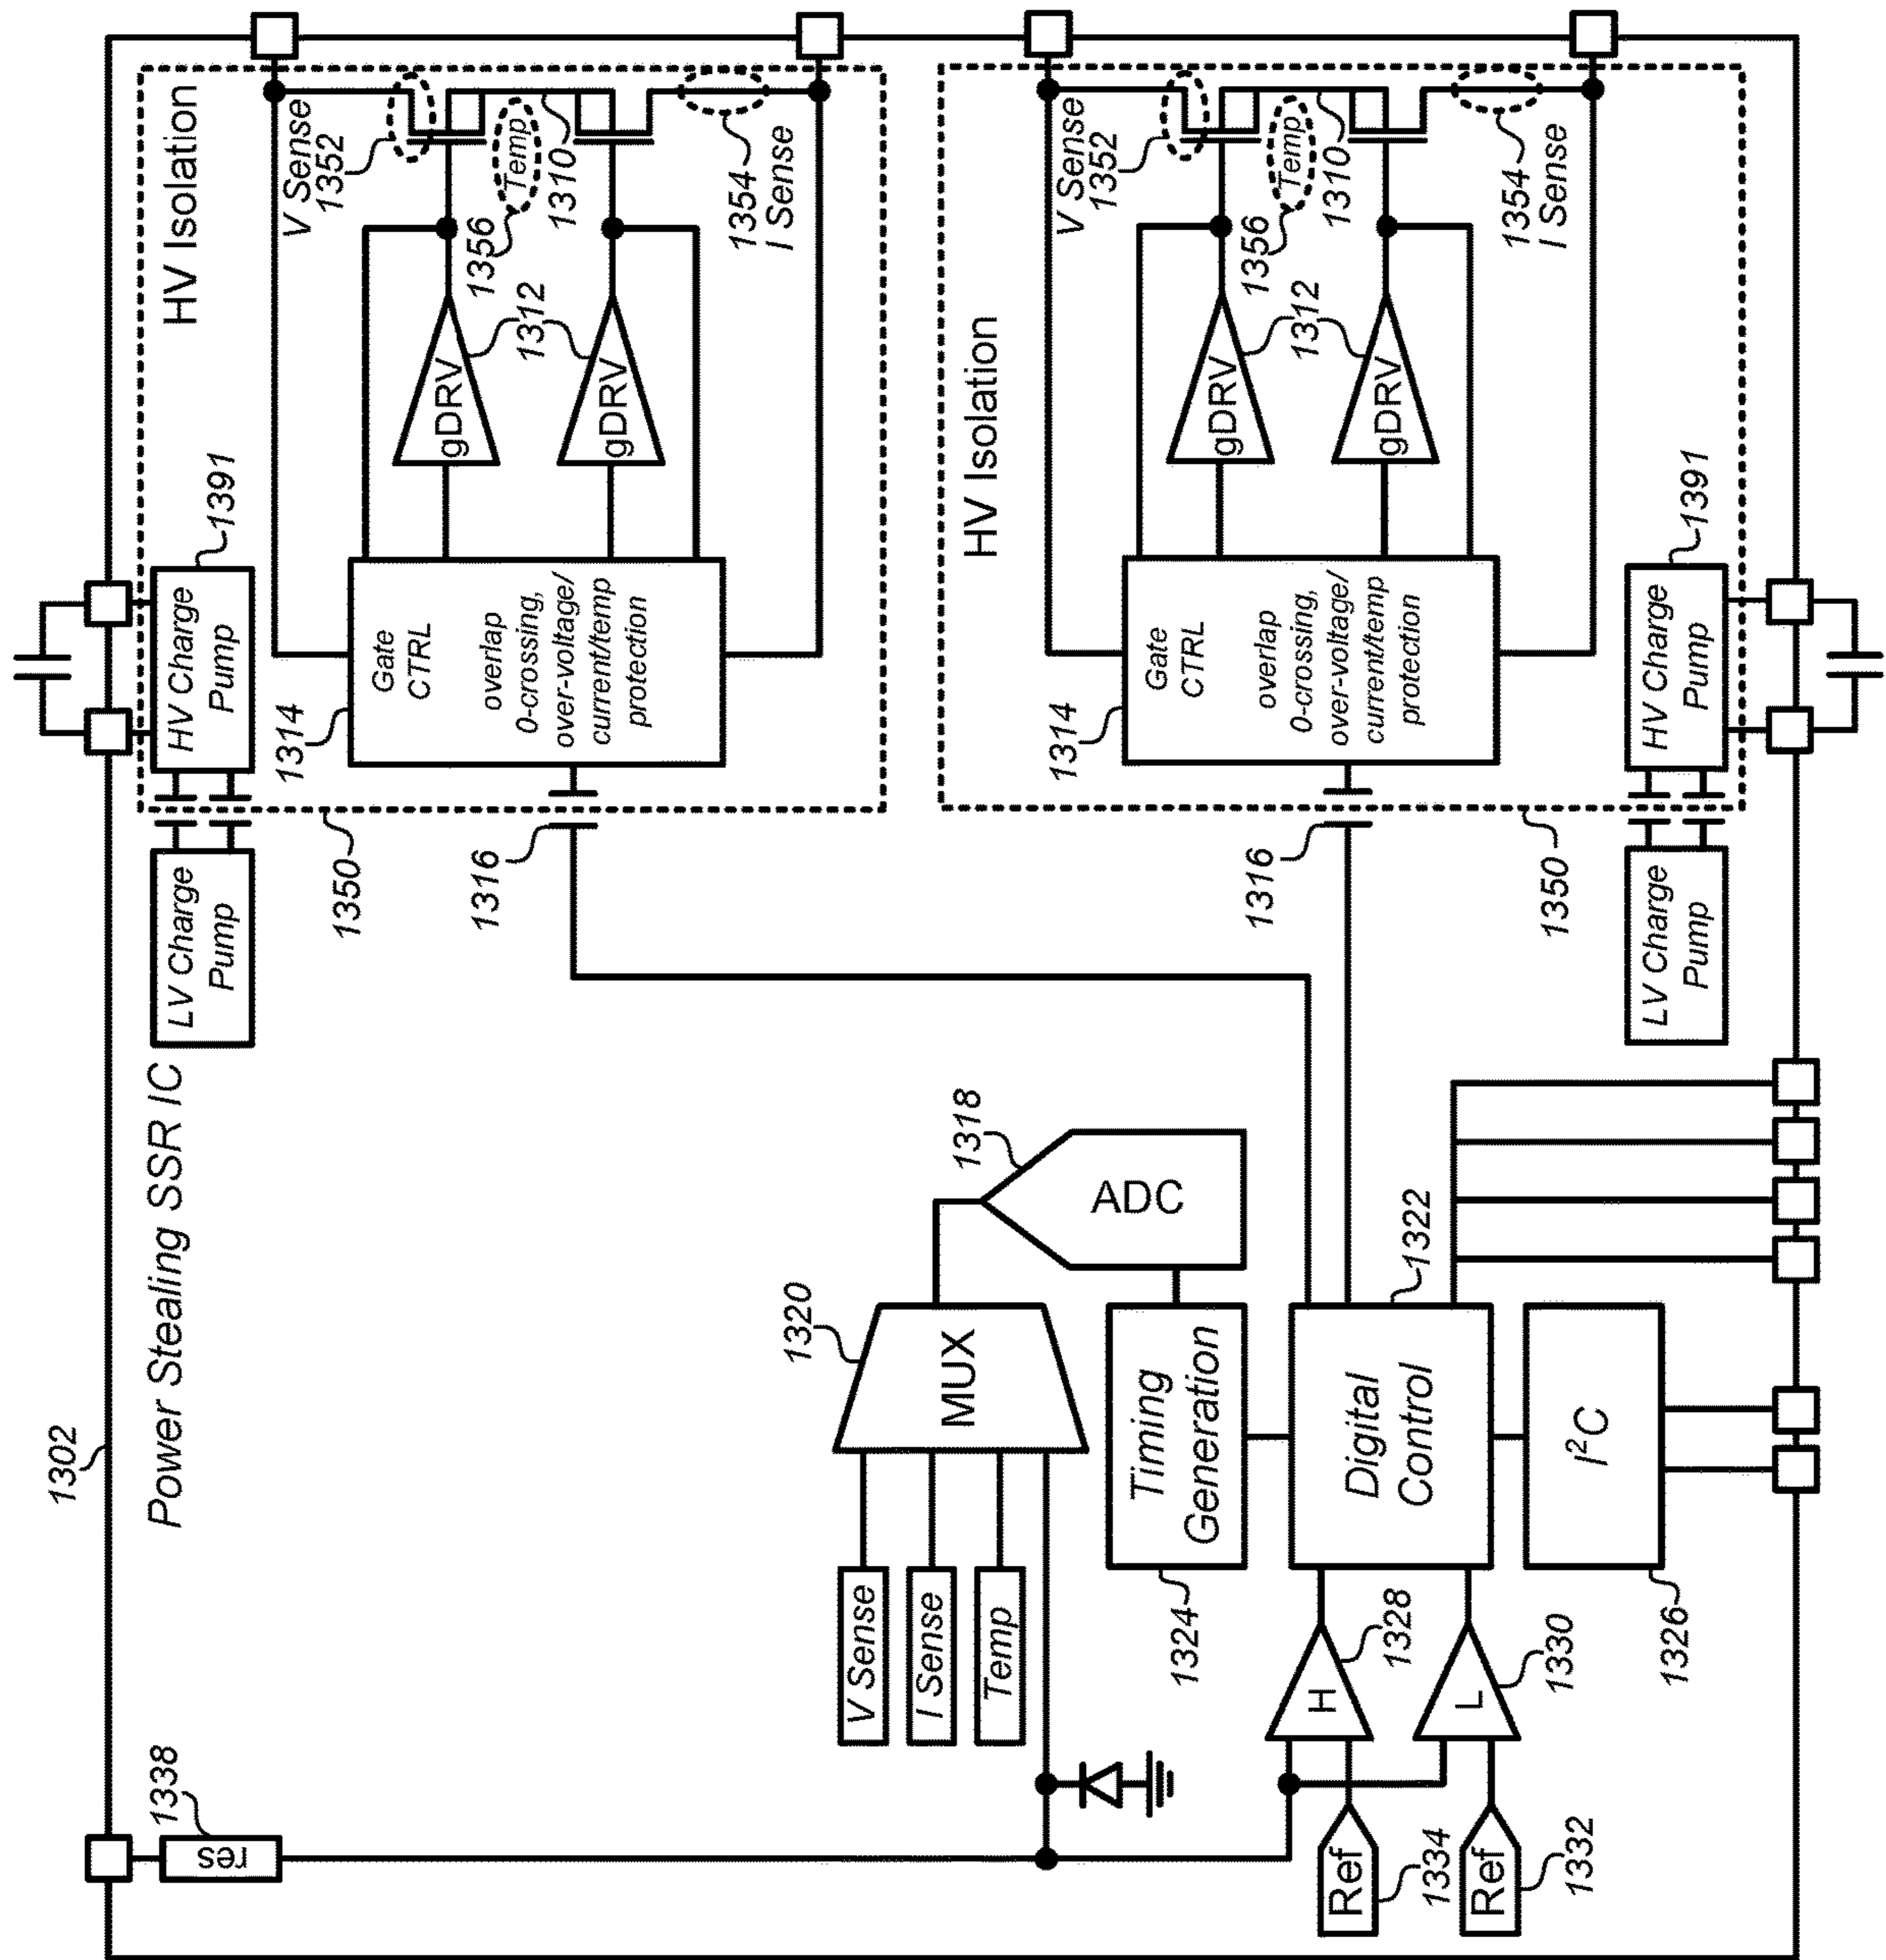 1302
Power Stealing SSR IC
1338
res
V Sense
I Sense
Temp
MUX
1320
ADC
1318
Timing
Generation
1324
Digital
Control
1322
I²C
1326
H
1328
L
1330
Ref
1334
Ref
1332
LV Charge
Pump
HV Charge
Pump
1391
HV Isolation
1350
1316
1314
Gate
CTRL
overlap
0-crossing,
over-voltage/
current/temp
protection
gDRV
gDRV
1312
V Sense
1352
1356
Temp
1310
1354
I Sense
HV Isolation
1316
1314
Gate
CTRL
overlap
0-crossing,
over-voltage/
current/temp
protection
gDRV
gDRV
1312
V Sense
1352
1356
Temp
1310
1354
I Sense
1350
LV Charge
Pump
HV Charge
Pump
1391